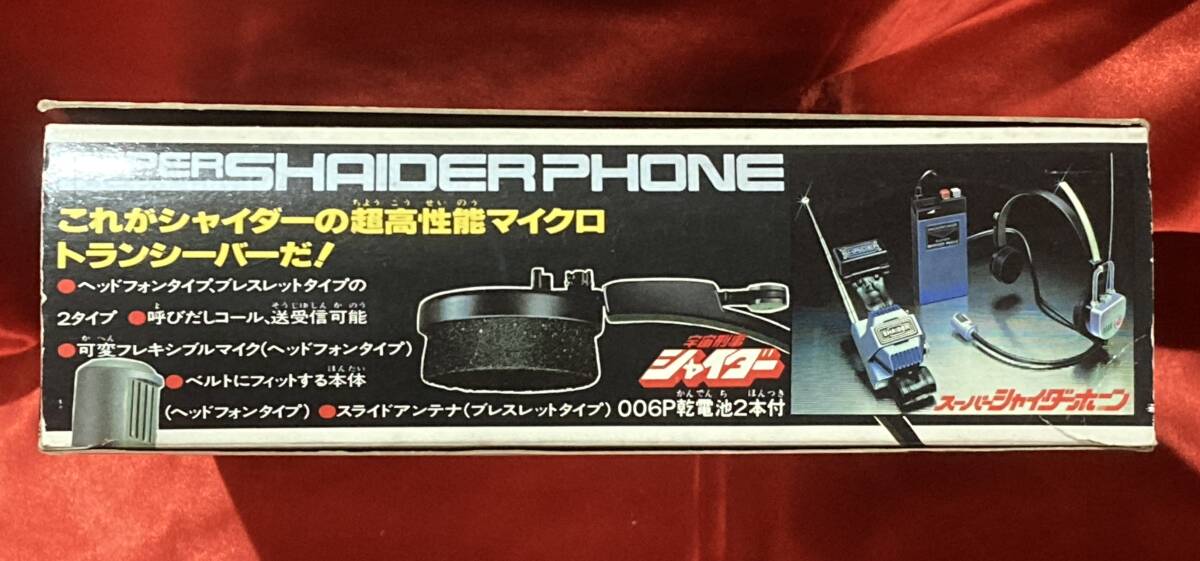 SHAIDER PHONE
これがシャイダーの超高性能マイクロ
トランシーバーだ!
●ヘッドフォンタイプ、ブレスレットタイプの
2タイプ ●呼びだしコール、送受信可能
●可変フレキシブルマイク(ヘッドフォンタイプ)
●ベルトにフィットする本体
(ヘッドフォンタイプ) ●スライドアンテナ(ブレスレットタイプ) 006P乾電池2本付
宇宙刑事
シャイダー
スーパーシャイダーホーン